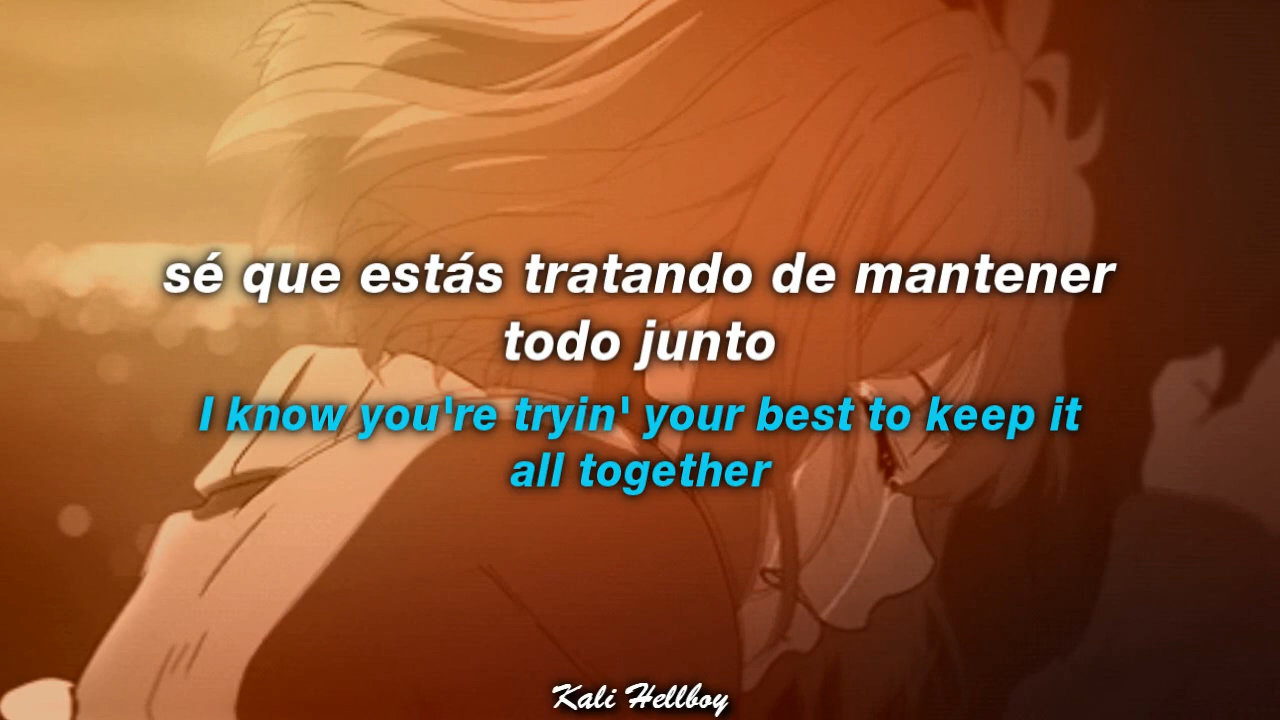 sé que estás tratando de mantener
todo junto
I know you're tryin' your best to keep it
all together
Kali Hellboy